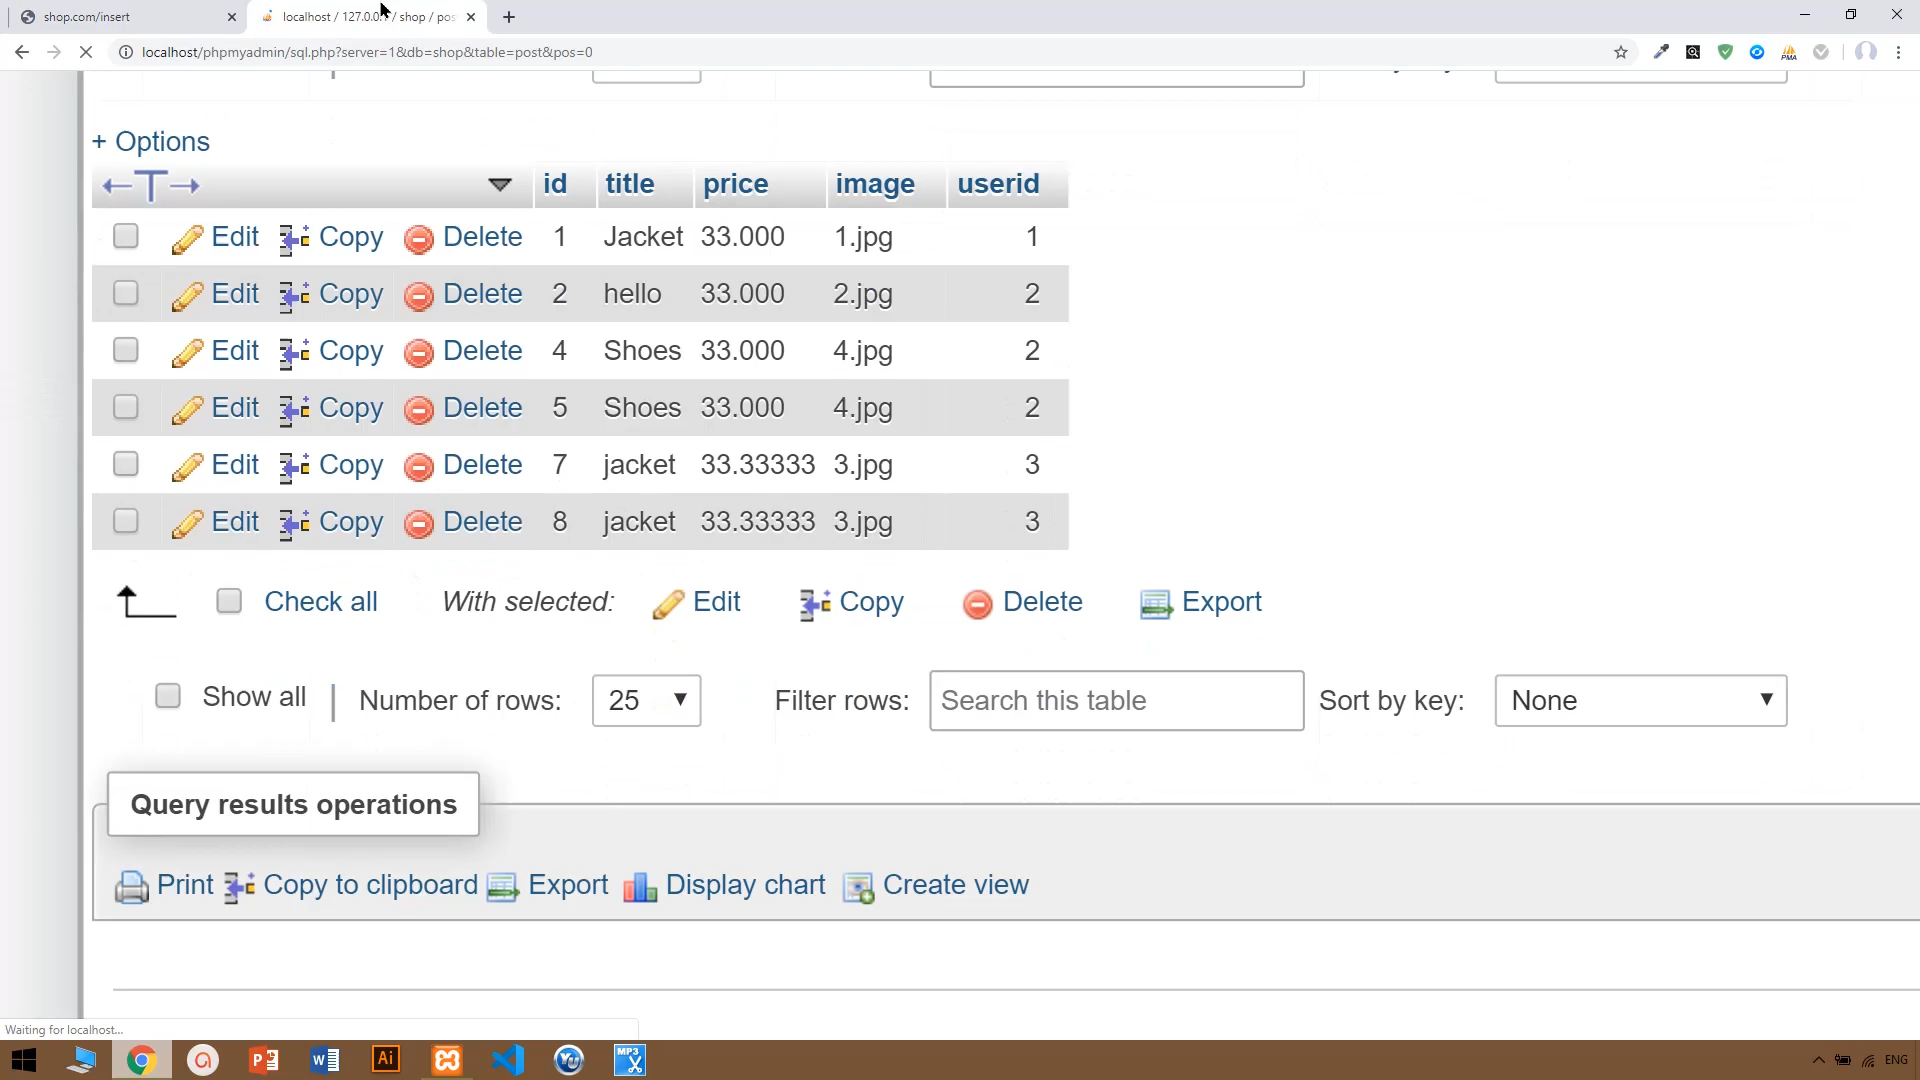 shop.com/insert
localhost / 127.0.0.1 / shop / pos
localhost/phpmyadmin/sql.php?server=1&db=shop&table=post&pos=0
PMA
+ Options
←T→ id title price image userid
Edit Copy Delete 1 Jacket 33.000 1.jpg 1
Edit Copy Delete 2 hello 33.000 2.jpg 2
Edit Copy Delete 4 Shoes 33.000 4.jpg 2
Edit Copy Delete 5 Shoes 33.000 4.jpg 2
Edit Copy Delete 7 jacket 33.33333 3.jpg 3
Edit Copy Delete 8 jacket 33.33333 3.jpg 3
Check all With selected: Edit Copy Delete Export
Show all Number of rows: 25 Filter rows: Search this table Sort by key: None
Query results operations
Print Copy to clipboard Export Display chart Create view
Waiting for localhost...
Ai MP3 ENG